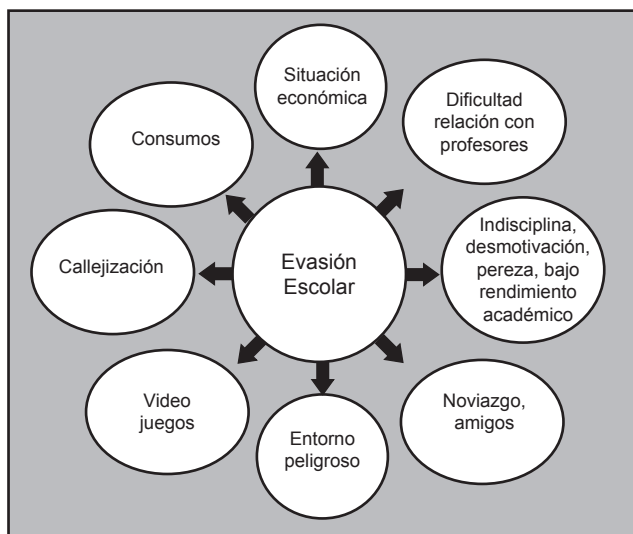 Situación
económica
Dificultad
relación con
profesores
Indisciplina,
desmotivación,
pereza, bajo
rendimiento
académico
Noviazgo,
amigos
Entorno
peligroso
Video
juegos
Callejización
Consumos
Evasión
Escolar